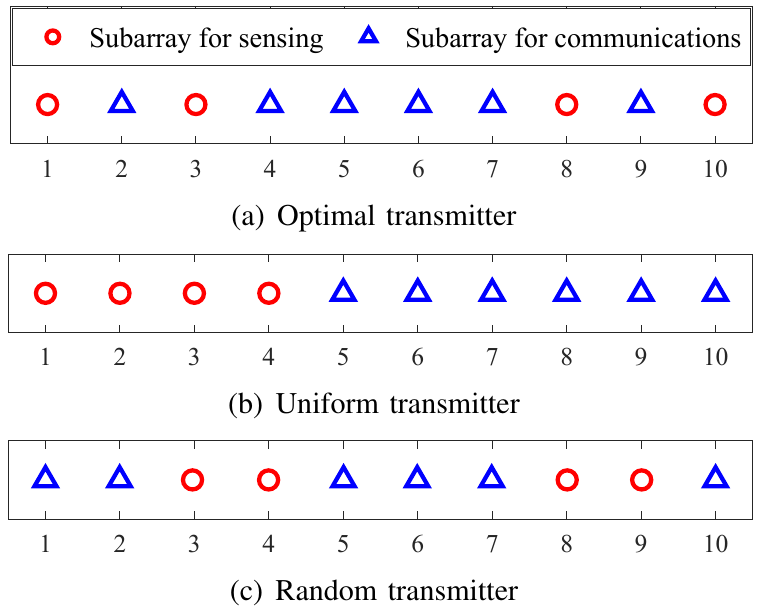 Subarray for sensing Subarray for communications
1 2 3 4 5 6 7 8 9 10
(a) Optimal transmitter
1 2 3 4 5 6 7 8 9 10
(b) Uniform transmitter
1 2 3 4 5 6 7 8 9 10
(c) Random transmitter